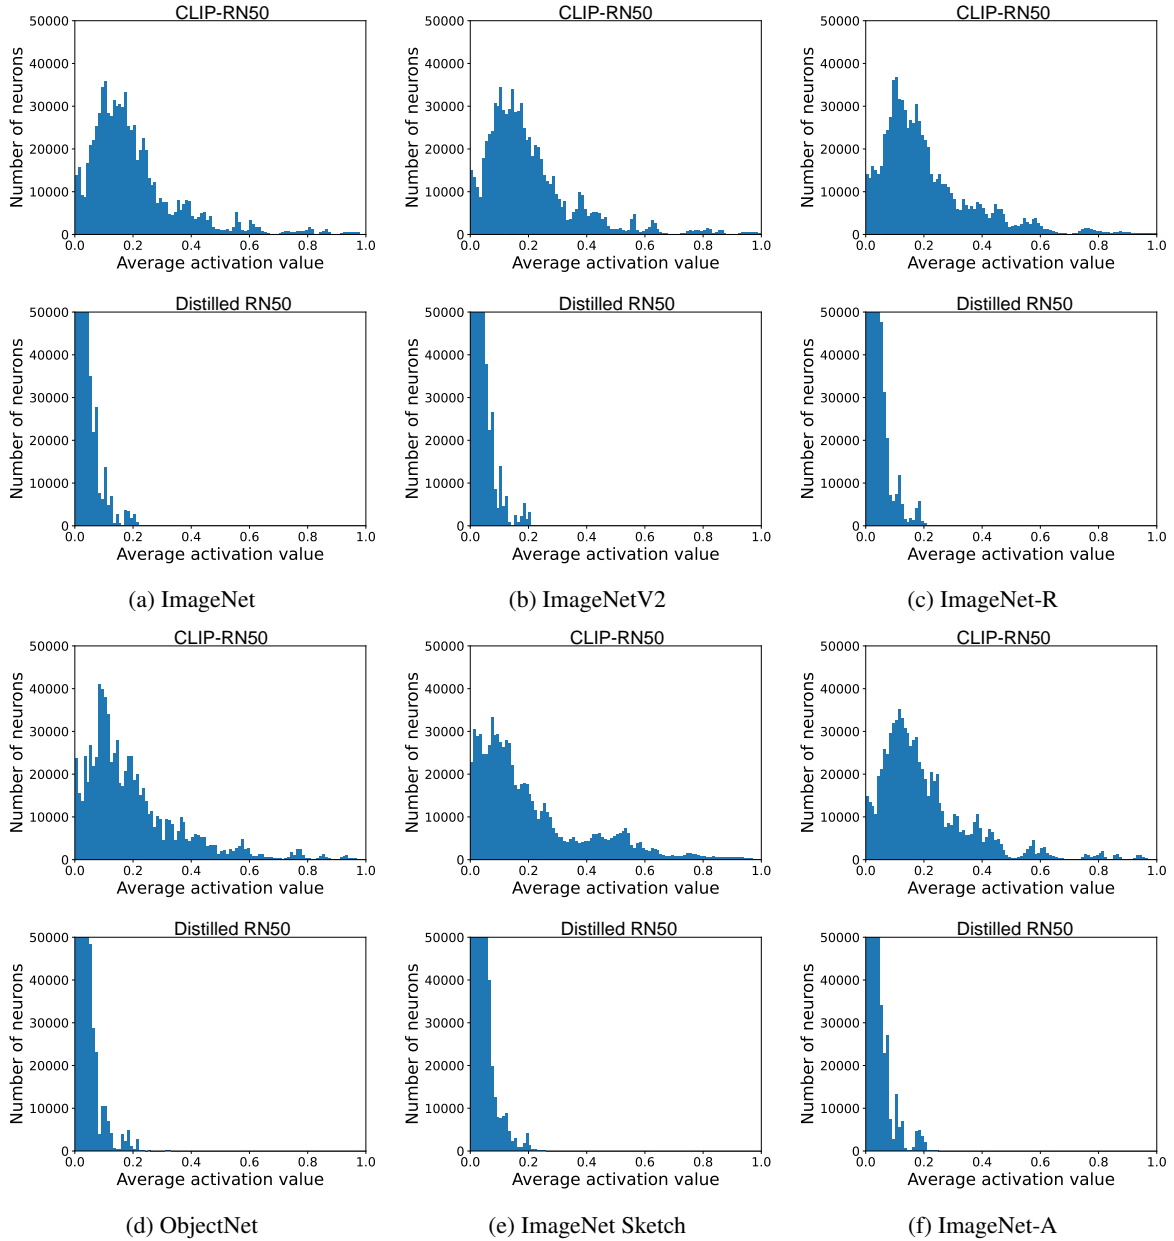 CLIP-RN50
Number of neurons
50000
40000
30000
20000
10000
0
0.0 0.2 0.4 0.6 0.8 1.0
Average activation value
CLIP-RN50
Number of neurons
50000
40000
30000
20000
10000
0
0.0 0.2 0.4 0.6 0.8 1.0
Average activation value
CLIP-RN50
Number of neurons
50000
40000
30000
20000
10000
0
0.0 0.2 0.4 0.6 0.8 1.0
Average activation value
Distilled RN50
Number of neurons
50000
40000
30000
20000
10000
0
0.0 0.2 0.4 0.6 0.8 1.0
Average activation value
Distilled RN50
Number of neurons
50000
40000
30000
20000
10000
0
0.0 0.2 0.4 0.6 0.8 1.0
Average activation value
Distilled RN50
Number of neurons
50000
40000
30000
20000
10000
0
0.0 0.2 0.4 0.6 0.8 1.0
Average activation value
(a) ImageNet
(b) ImageNetV2
(c) ImageNet-R
CLIP-RN50
Number of neurons
50000
40000
30000
20000
10000
0
0.0 0.2 0.4 0.6 0.8 1.0
Average activation value
CLIP-RN50
Number of neurons
50000
40000
30000
20000
10000
0
0.0 0.2 0.4 0.6 0.8 1.0
Average activation value
CLIP-RN50
Number of neurons
50000
40000
30000
20000
10000
0
0.0 0.2 0.4 0.6 0.8 1.0
Average activation value
Distilled RN50
Number of neurons
50000
40000
30000
20000
10000
0
0.0 0.2 0.4 0.6 0.8 1.0
Average activation value
Distilled RN50
Number of neurons
50000
40000
30000
20000
10000
0
0.0 0.2 0.4 0.6 0.8 1.0
Average activation value
Distilled RN50
Number of neurons
50000
40000
30000
20000
10000
0
0.0 0.2 0.4 0.6 0.8 1.0
Average activation value
(d) ObjectNet
(e) ImageNet Sketch
(f) ImageNet-A